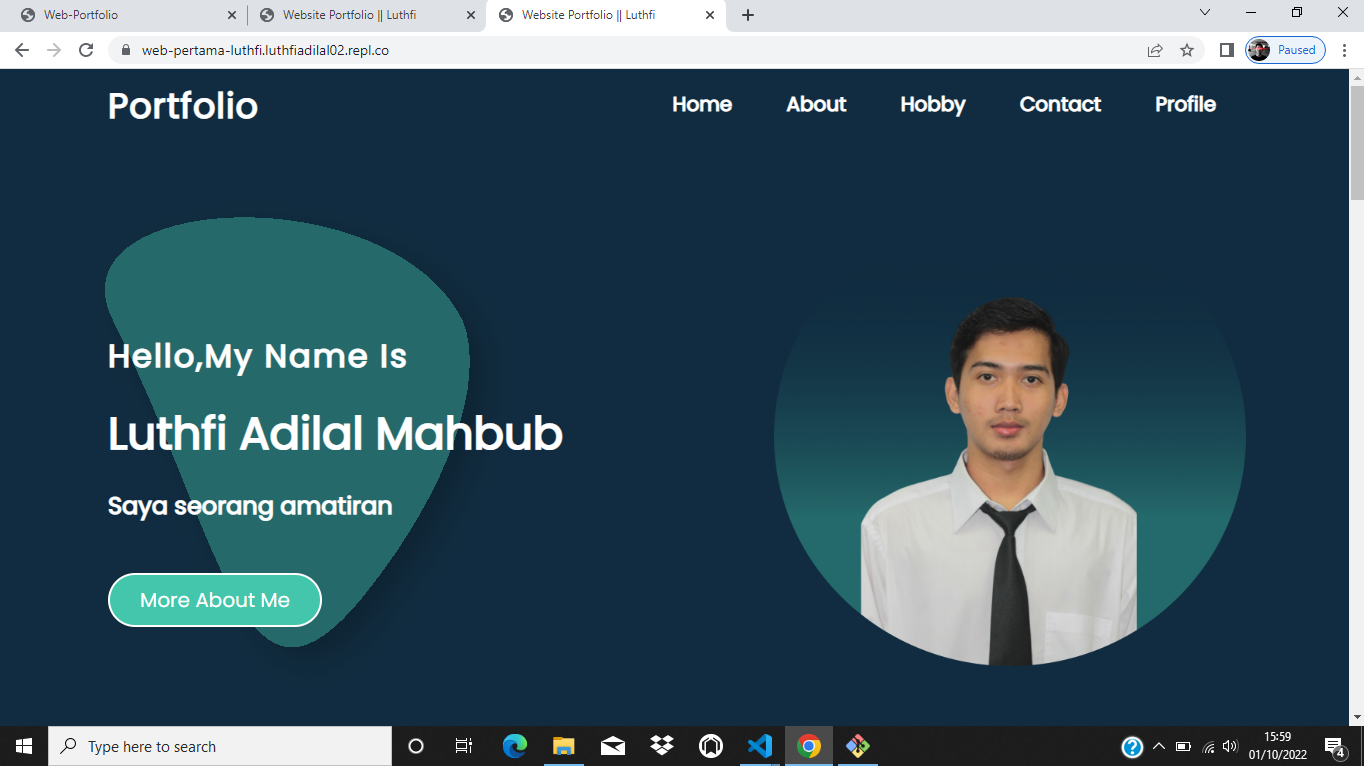 Web-Portfolio
Website Portfolio || Luthfi
Website Portfolio || Luthfi
web-pertama-luthfi.luthfiadilal02.repl.co
Paused
Portfolio
Home About Hobby Contact Profile
Hello,My Name Is
Luthfi Adilal Mahbub
Saya seorang amatiran
More About Me
Type here to search
15:59
01/10/2022
4